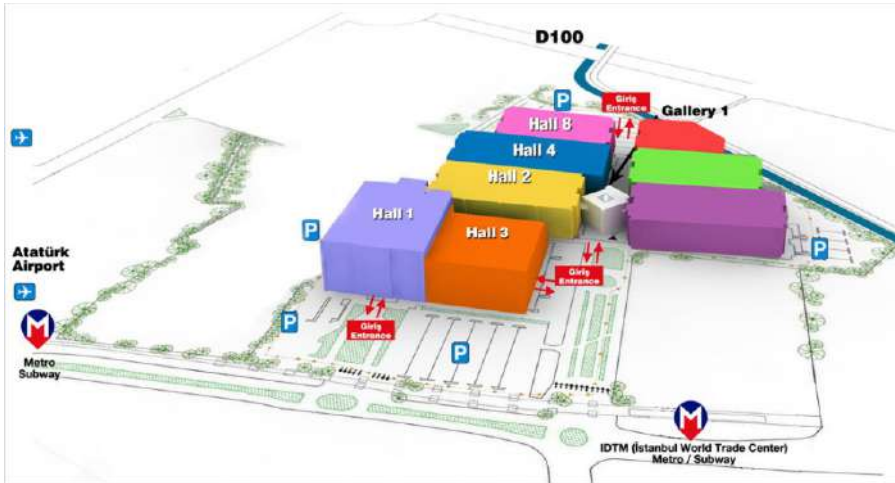 D100
P
Giriş
Entrance
Gallery 1
Hall 8
Hall 4
Hall 2
Hall 1
Hall 3
P
P
Atatürk
Airport
Giriş
Entrance
P
Giriş
Entrance
P
M
Metro
Subway
M
IDTM (İstanbul World Trade Center)
Metro / Subway